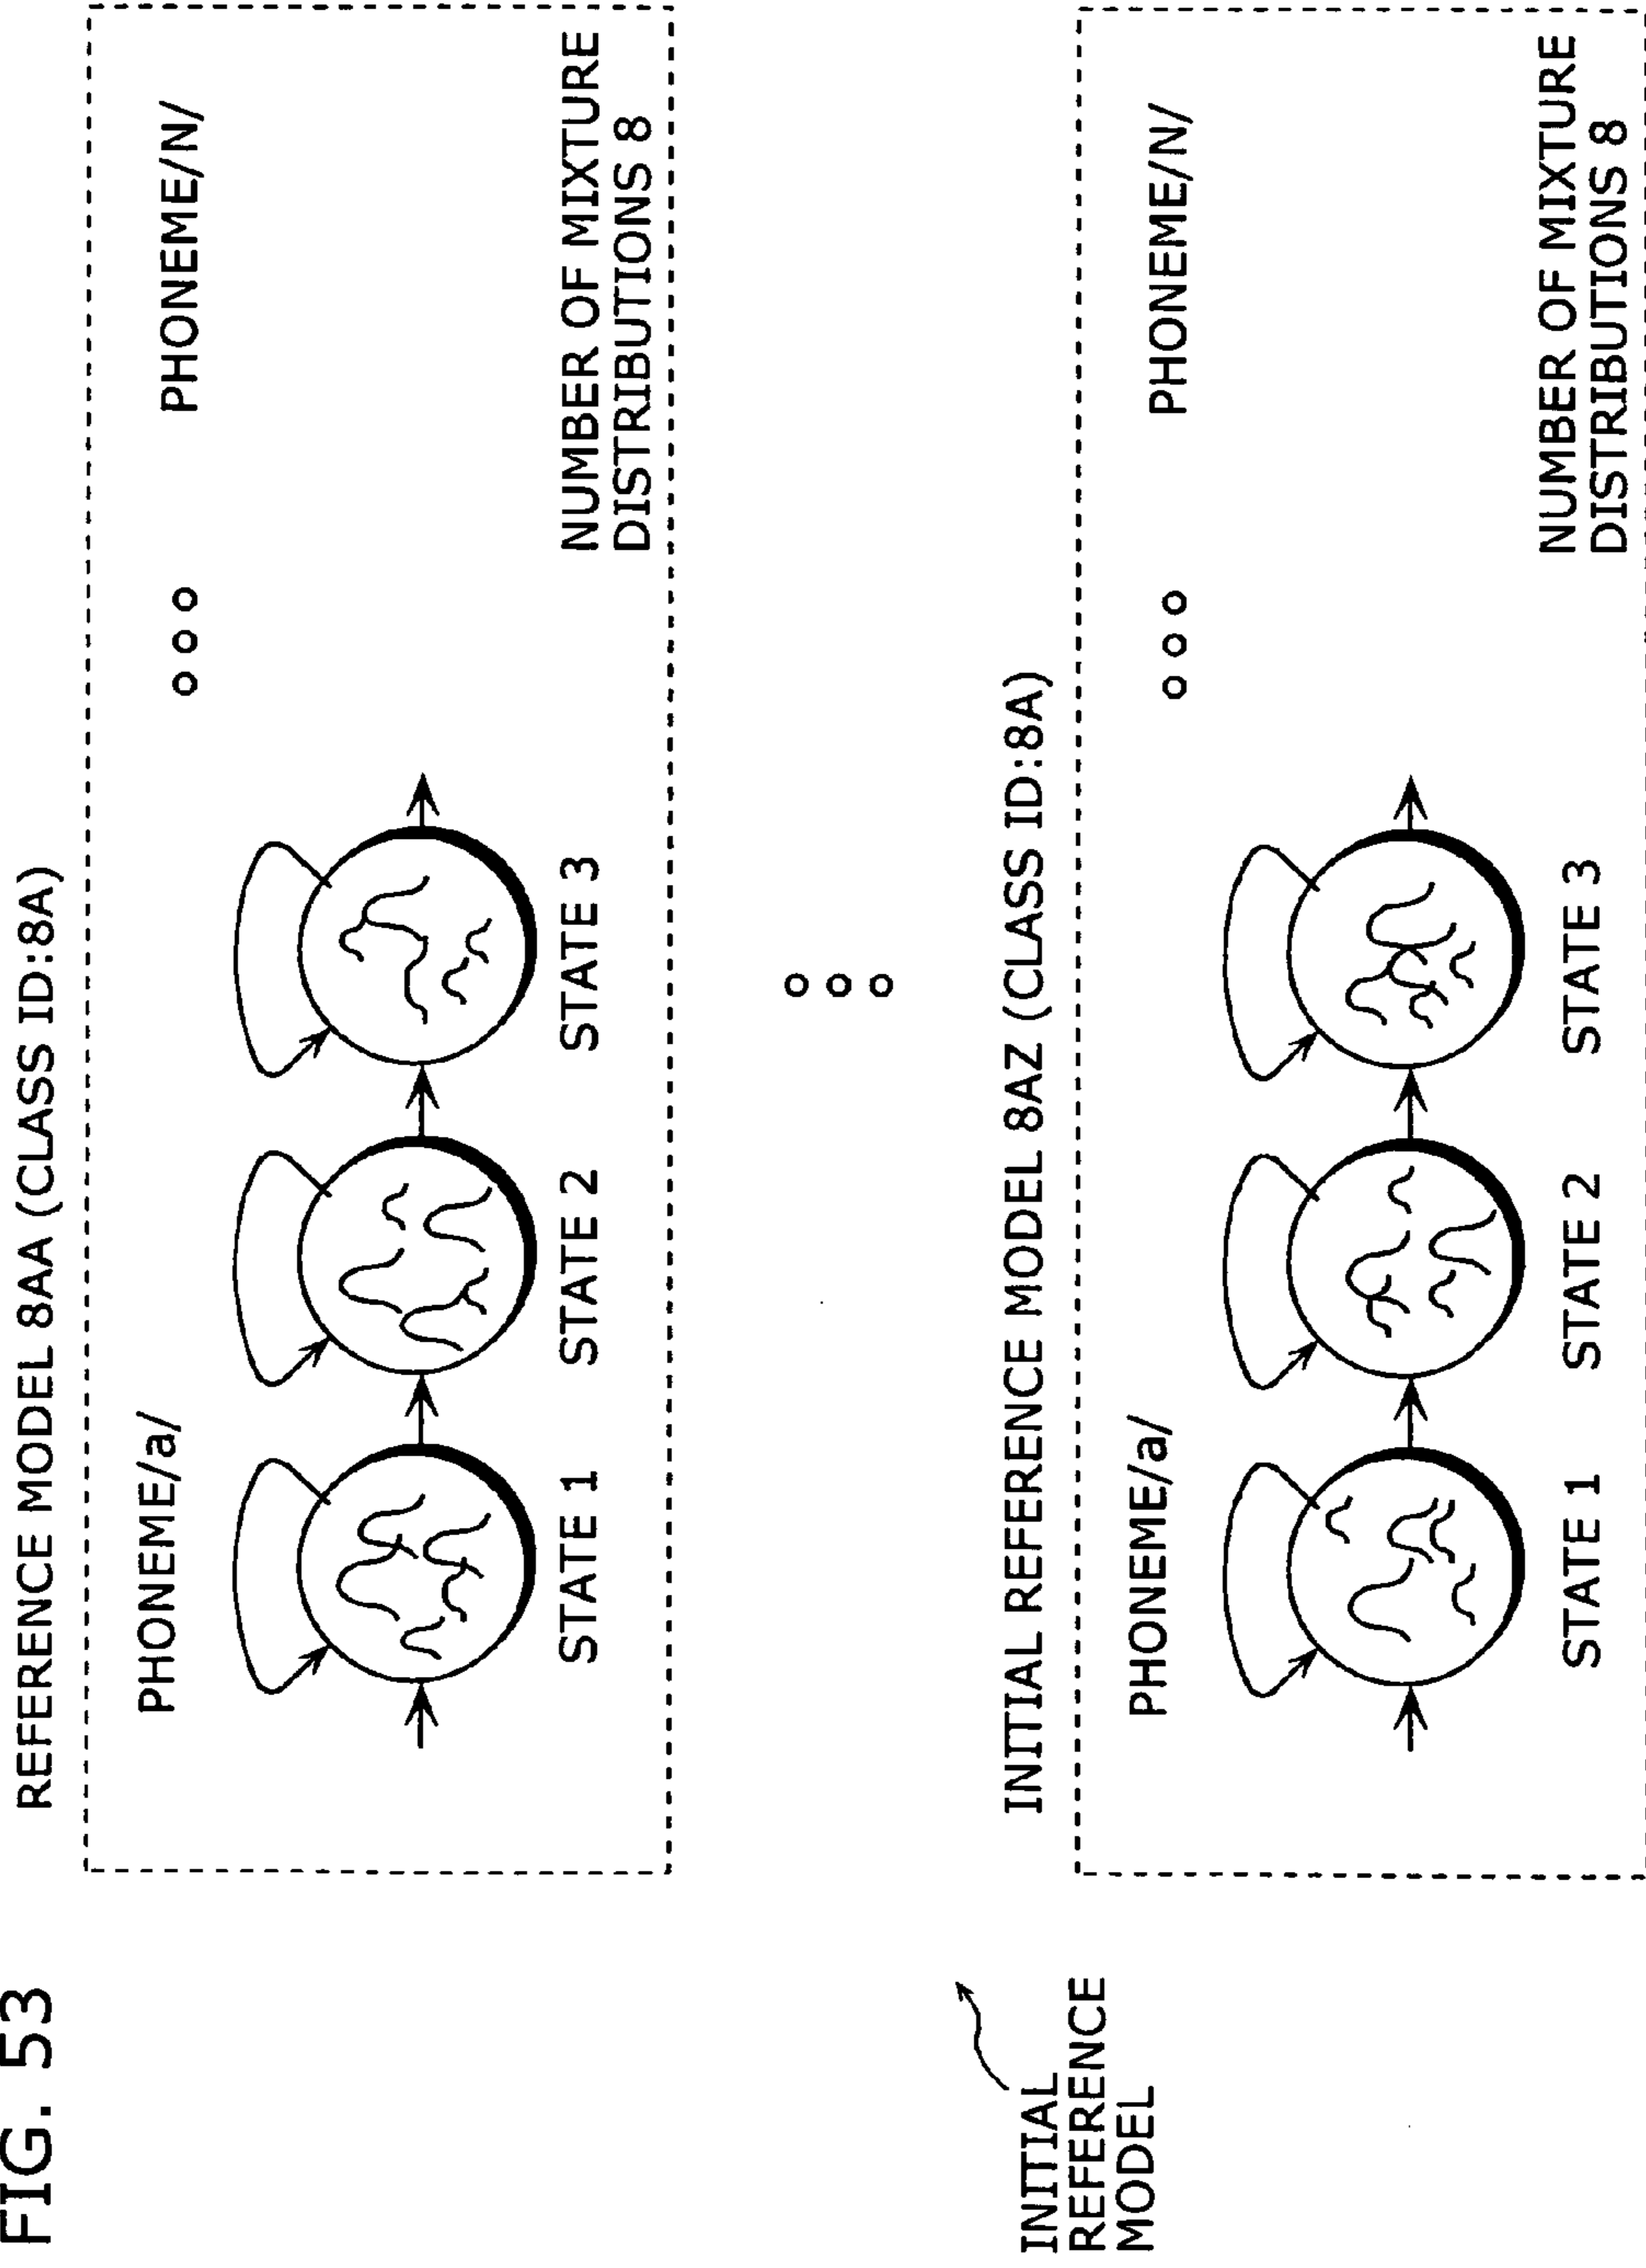 FIG. 53
REFERENCE MODEL 8AA (CLASS ID:8A)
PHONEME/a/
PHONEME/N/
STATE 1
STATE 2
STATE 3
NUMBER OF MIXTURE
DISTRIBUTIONS 8
INITIAL
REFERENCE
MODEL
INITIAL REFERENCE MODEL 8AZ (CLASS ID:8A)
PHONEME/a/
PHONEME/N/
STATE 1
STATE 2
STATE 3
NUMBER OF MIXTURE
DISTRIBUTIONS 8